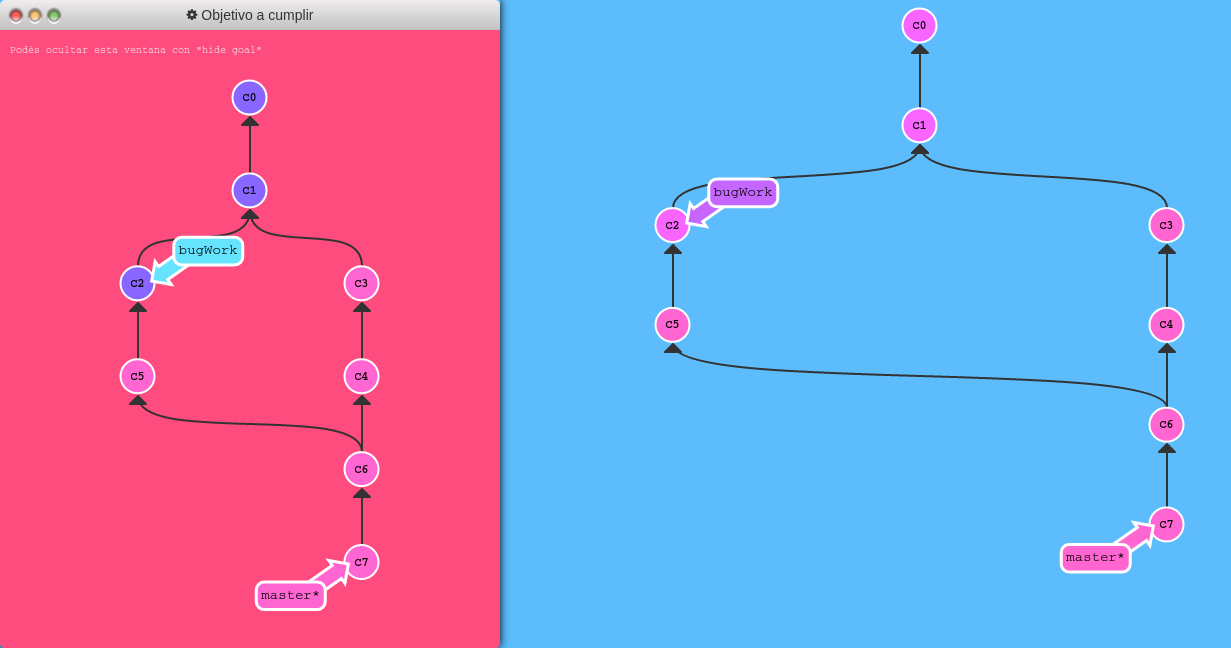 Objetivo a cumplir
Podés ocultar esta ventana con "hide goal"
c0
c1
bugWork
c2
c3
c5
c4
c6
c7
master*
c0
c1
bugWork
c2
c3
c5
c4
c6
c7
master*